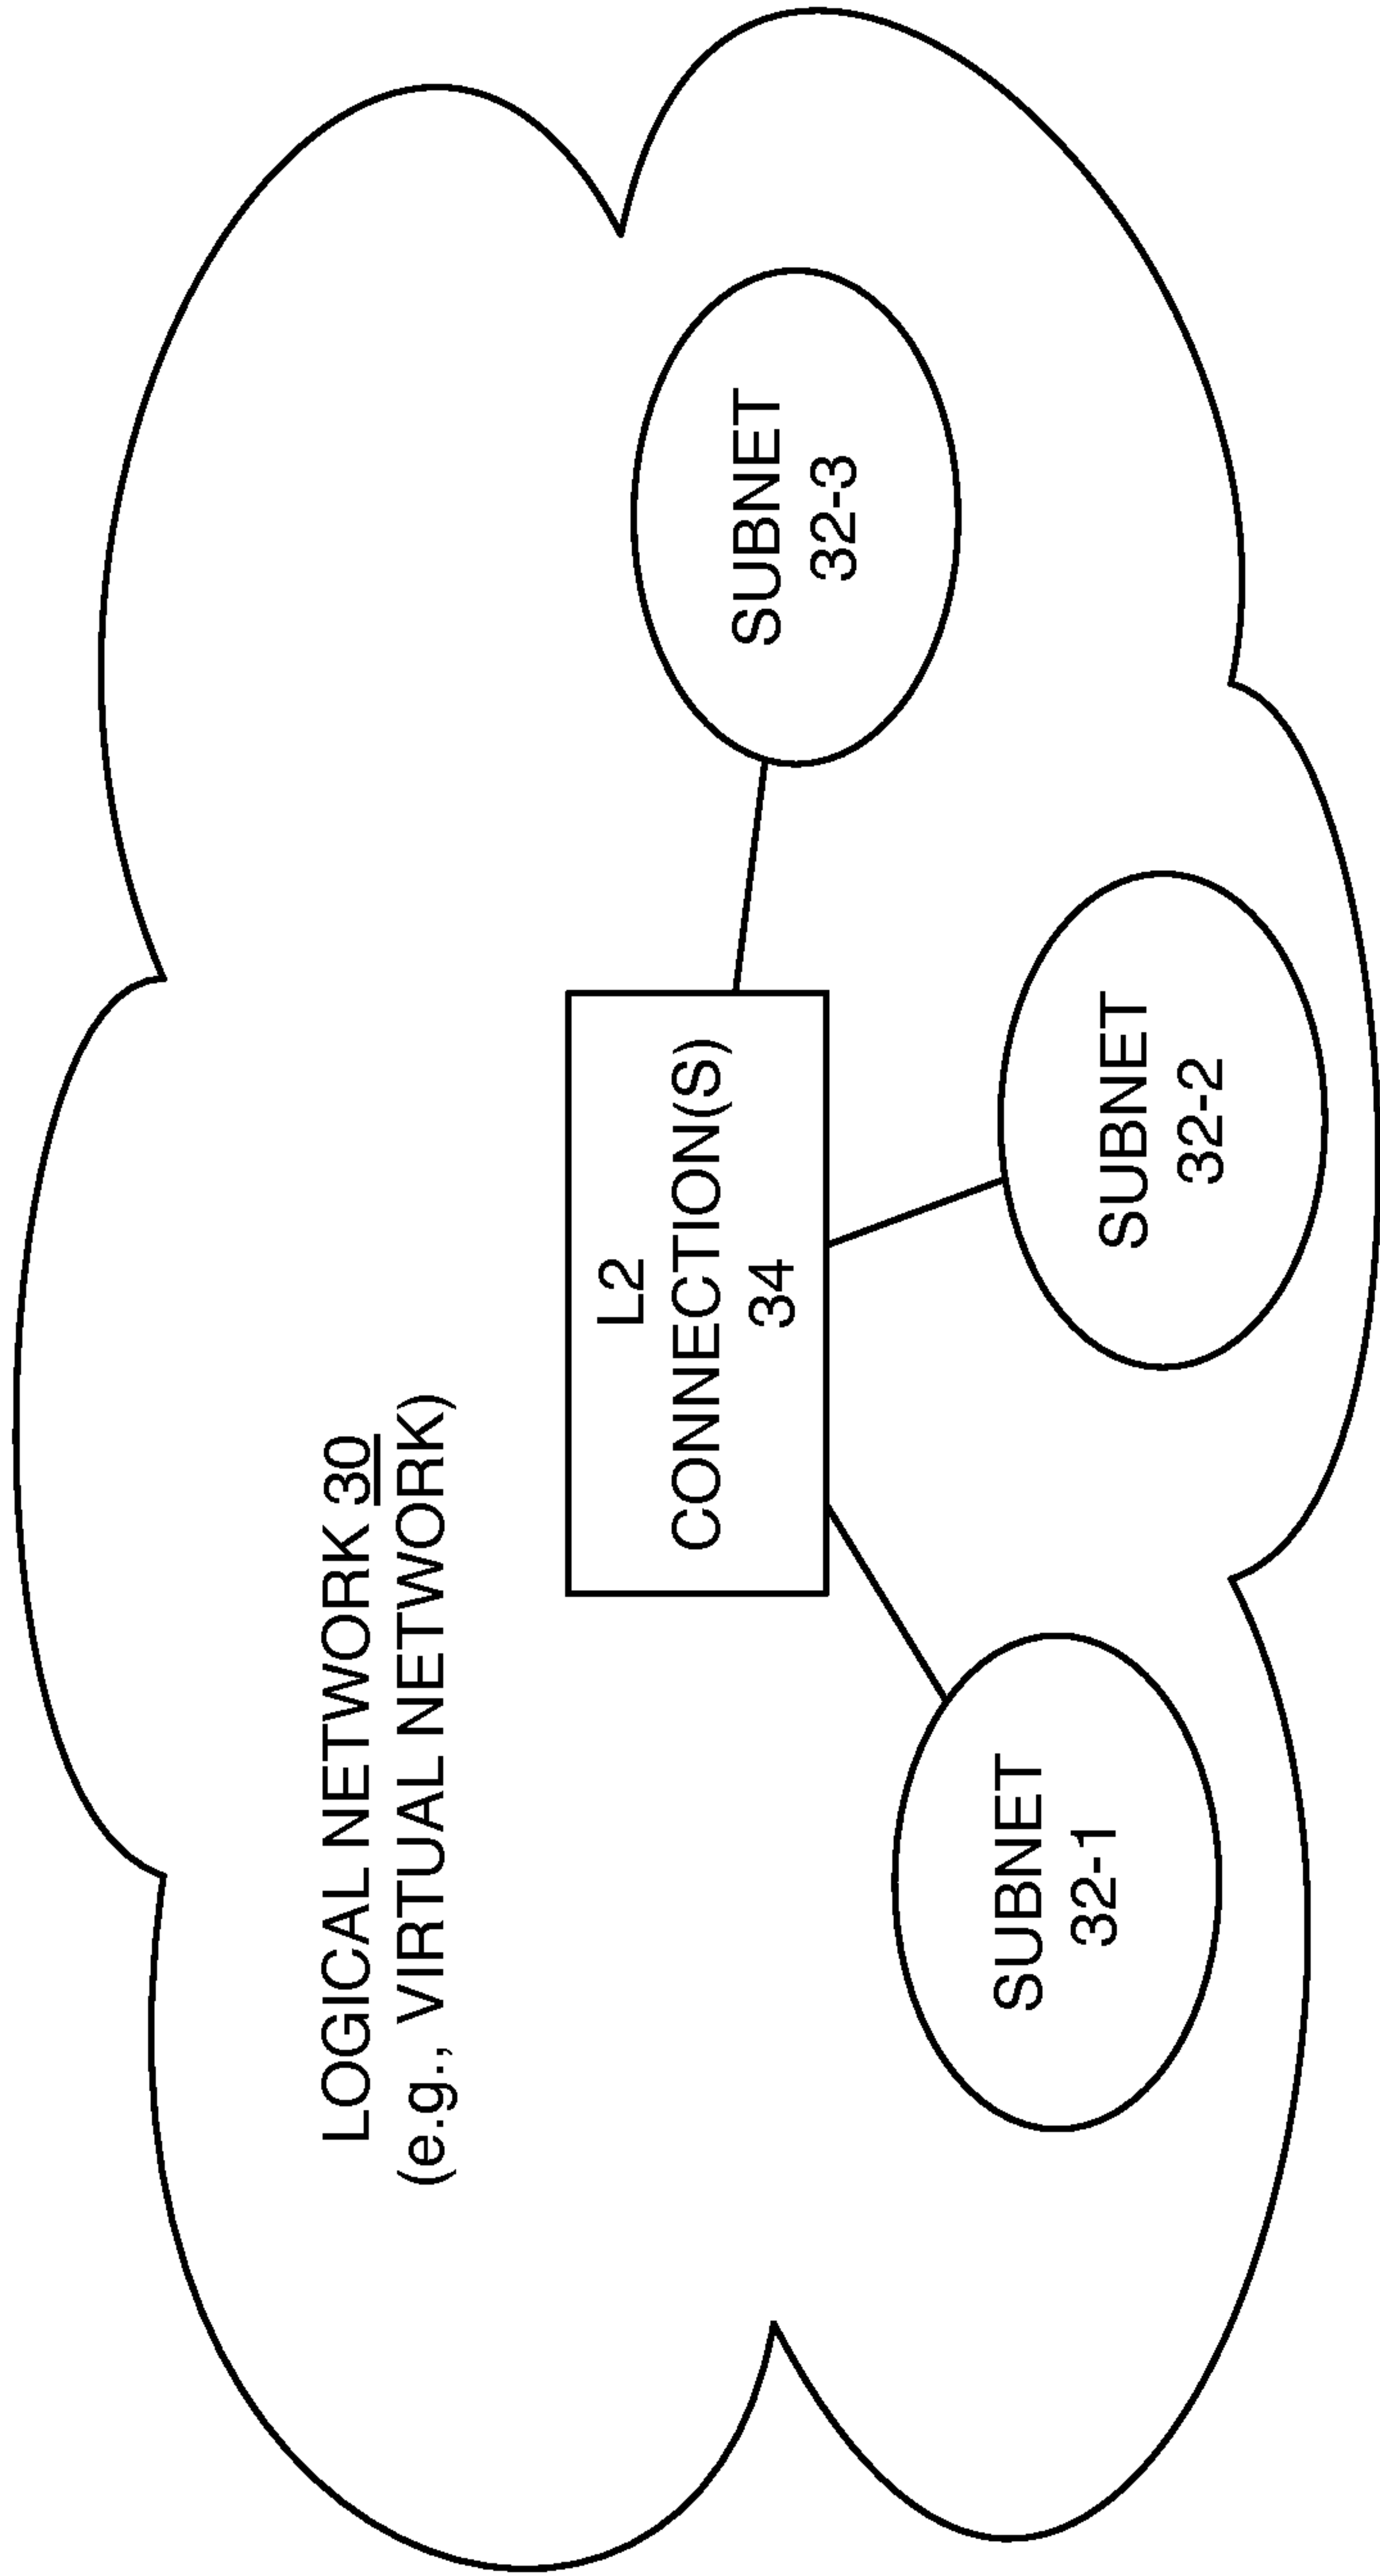 LOGICAL NETWORK 30
(e.g., VIRTUAL NETWORK)
L2
CONNECTION(S)
34
SUBNET
32-1
SUBNET
32-2
SUBNET
32-3